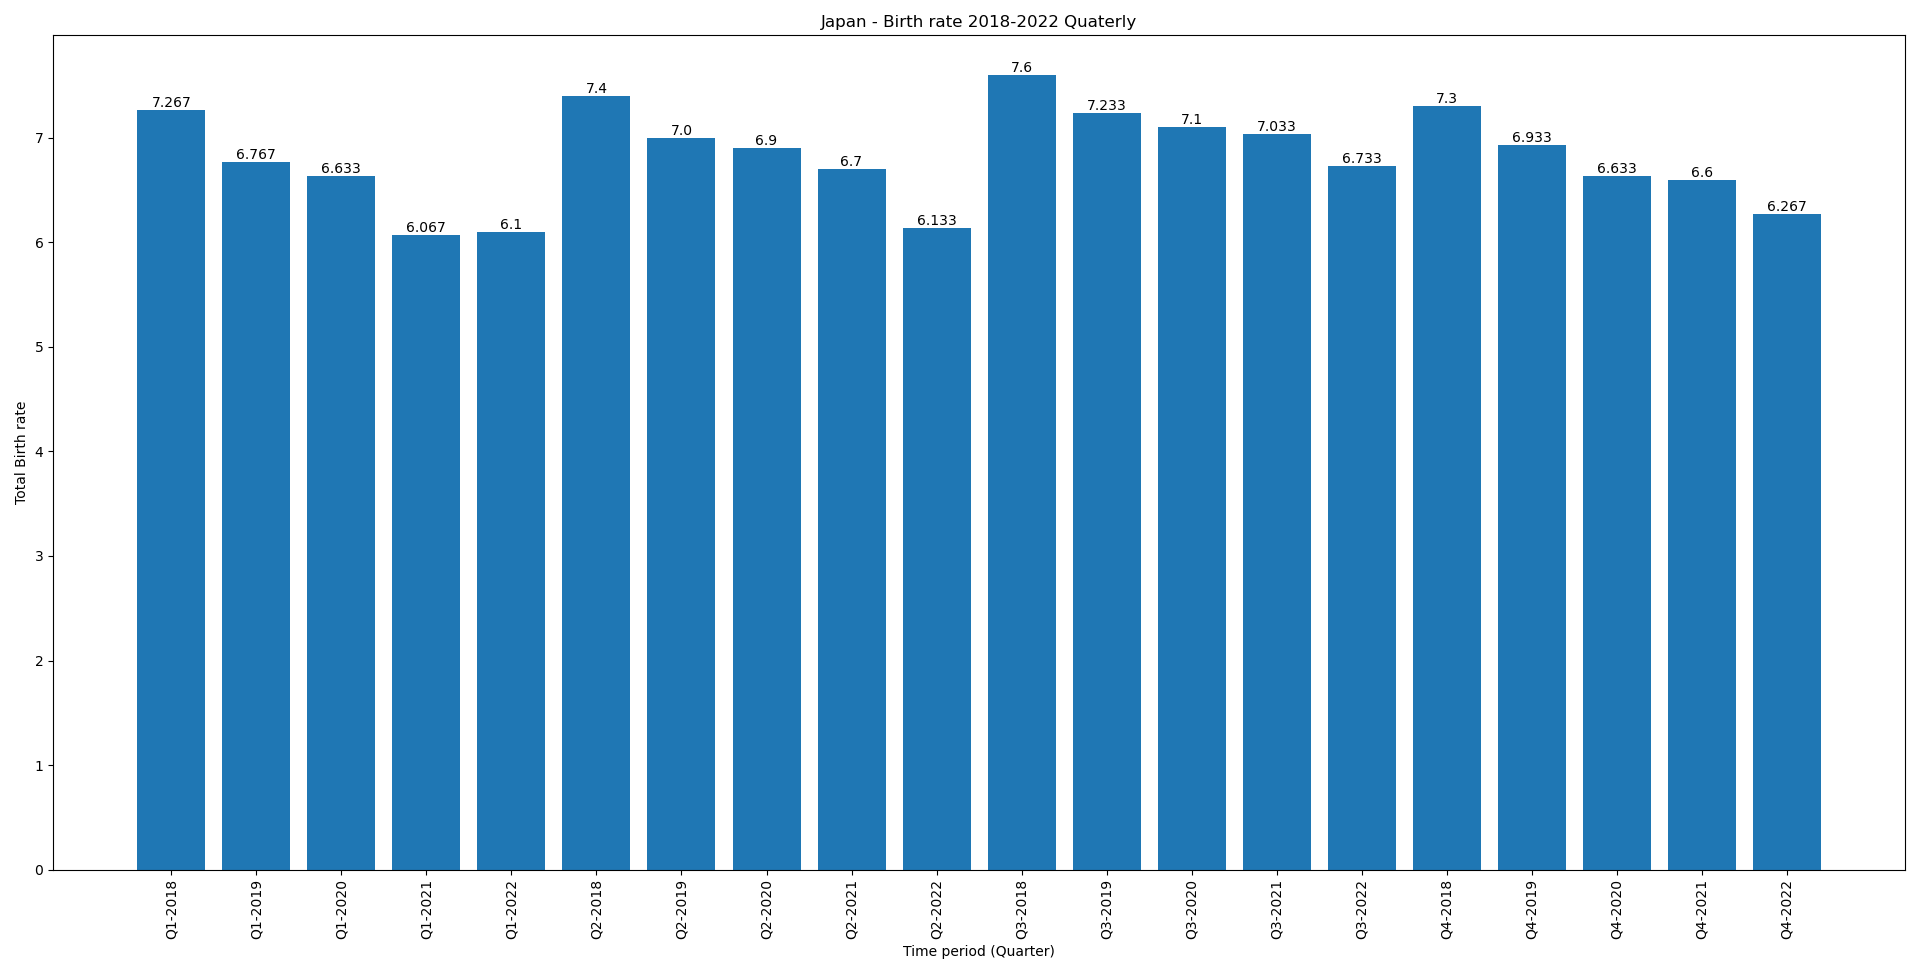 Japan - Birth rate 2018-2022 Quaterly
Total Birth rate
7
6
5
4
3
2
1
0
7.267
6.767
6.633
6.067
6.1
7.4
7.0
6.9
6.7
6.133
7.6
7.233
7.1
7.033
6.733
7.3
6.933
6.633
6.6
6.267
Q1-2018
Q1-2019
Q1-2020
Q1-2021
Q1-2022
Q2-2018
Q2-2019
Q2-2020
Q2-2021
Q2-2022
Q3-2018
Q3-2019
Q3-2020
Q3-2021
Q3-2022
Q4-2018
Q4-2019
Q4-2020
Q4-2021
Q4-2022
Time period (Quarter)